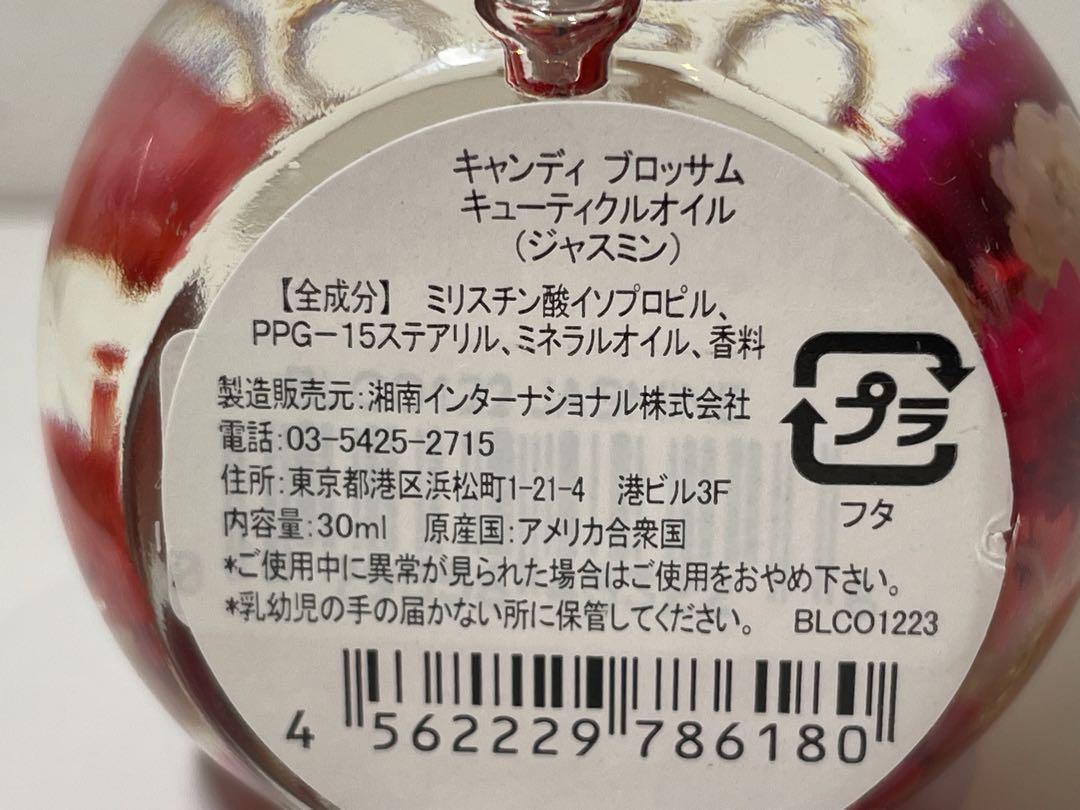 キャンディ ブロッサム
キューティクルオイル
(ジャスミン)
【全成分】 ミリスチン酸イソプロピル、
PPG-15ステアリル、ミネラルオイル、香料
製造販売元:湘南インターナショナル株式会社
電話:03-5425-2715
住所:東京都港区浜松町1-21-4 港ビル3F
内容量:30ml 原産国:アメリカ合衆国
*ご使用中に異常が見られた場合はご使用をおやめ下さい。
*乳幼児の手の届かない所に保管してください。 BLCO1223
プラ
フタ
4 562229 786180